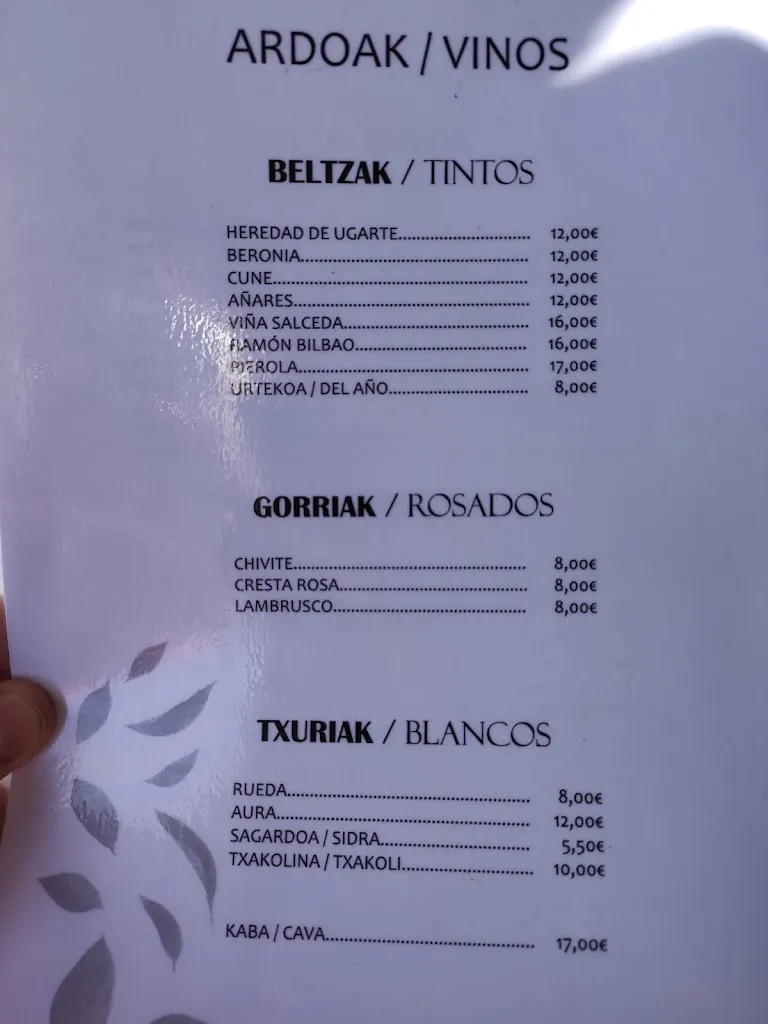 ARDOAK / VINOS
BELTZAK / TINTOS
HEREDAD DE UGARTE................................ 12,00€
BERONIA................................................... 12,00€
CUNE......................................................... 12,00€
AÑARES..................................................... 12,00€
VIÑA SALCEDA.......................................... 16,00€
RAMÓN BILBAO........................................ 16,00€
PIEROLA.................................................... 17,00€
URTEKOA / DEL AÑO................................ 8,00€
GORRIAK / ROSADOS
CHIVITE..................................................... 8,00€
CRESTA ROSA........................................... 8,00€
LAMBRUSCO............................................ 8,00€
TXURIAK / BLANCOS
RUEDA....................................................... 8,00€
AURA.......................................................... 12,00€
SAGARDOA / SIDRA.................................. 5,50€
TXAKOLINA / TXAKOLI............................. 10,00€
KABA / CAVA............................................... 17,00€